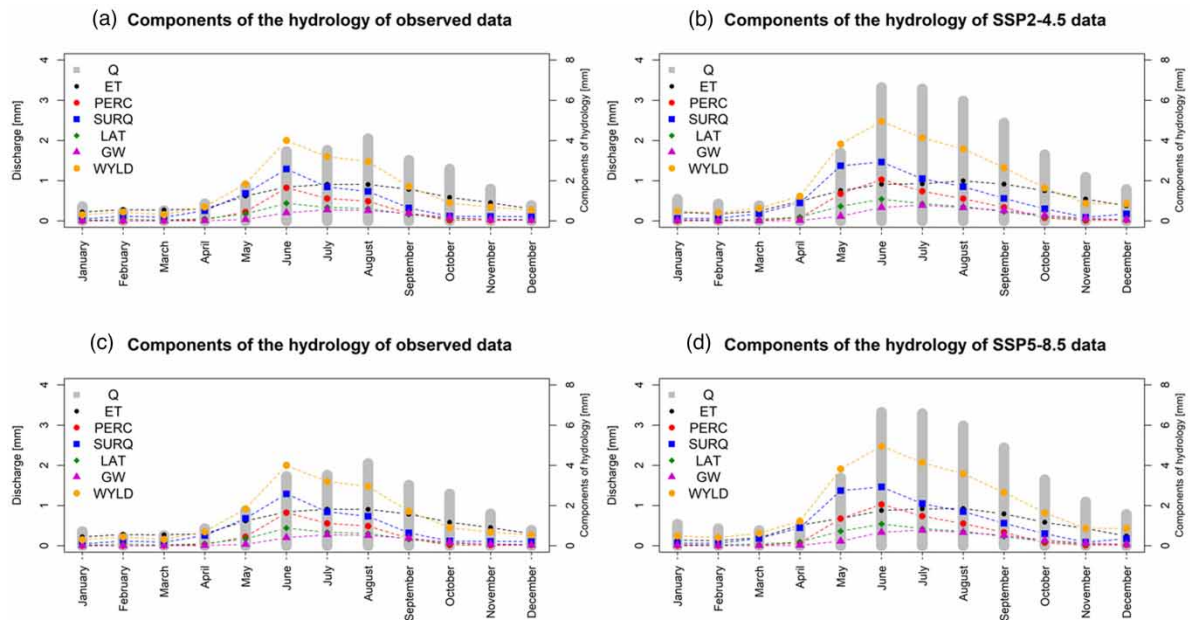 (a) Components of the hydrology of observed data
4
3
2
1
0
Discharge [mm]
Q
ET
PERC
SURQ
LAT
GW
WYLD
8
6
4
2
0
Components of hydrology [mm]
January
February
March
April
May
June
July
August
September
October
November
December
(b) Components of the hydrology of SSP2-4.5 data
4
3
2
1
0
Discharge [mm]
Q
ET
PERC
SURQ
LAT
GW
WYLD
8
6
4
2
0
Components of hydrology [mm]
January
February
March
April
May
June
July
August
September
October
November
December
(c) Components of the hydrology of observed data
4
3
2
1
0
Discharge [mm]
Q
ET
PERC
SURQ
LAT
GW
WYLD
8
6
4
2
0
Components of hydrology [mm]
January
February
March
April
May
June
July
August
September
October
November
December
(d) Components of the hydrology of SSP5-8.5 data
4
3
2
1
0
Discharge [mm]
Q
ET
PERC
SURQ
LAT
GW
WYLD
8
6
4
2
0
Components of hydrology [mm]
January
February
March
April
May
June
July
August
September
October
November
December